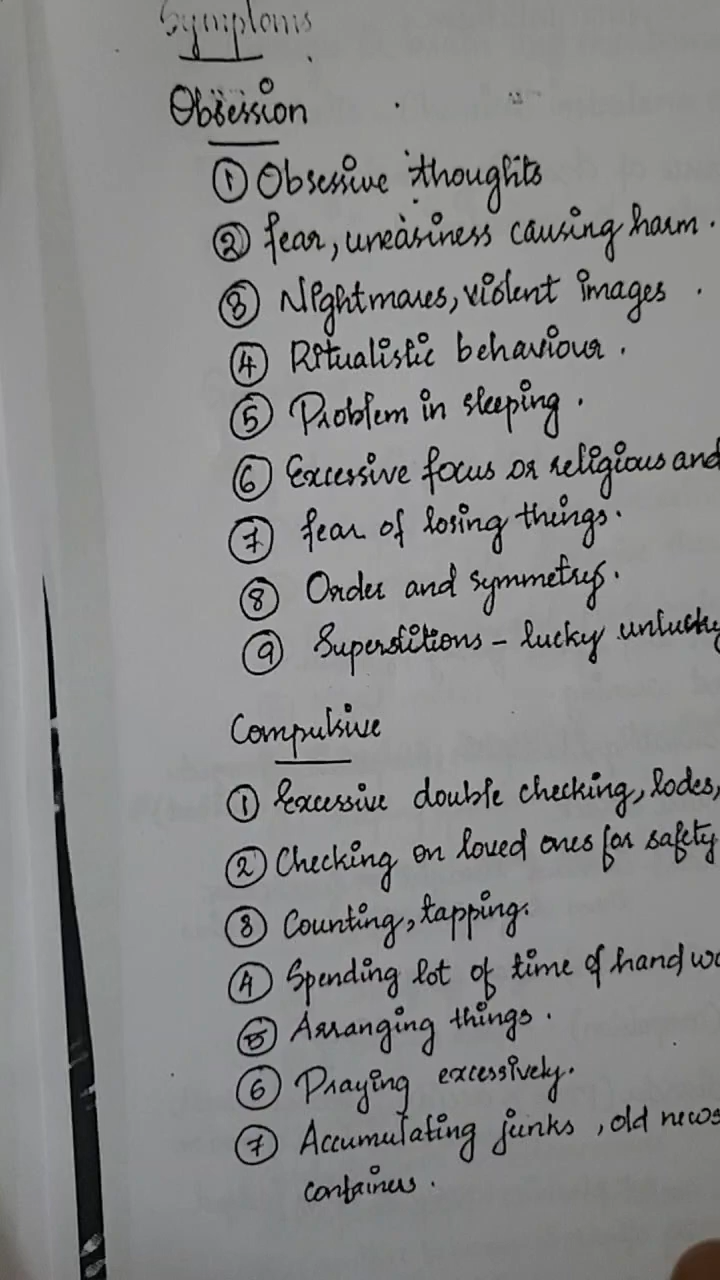 Symptoms
Obsession
① Obsessive thoughts
② fear, uneasiness causing harm.
③ Nightmares, violent images.
④ Ritualistic behaviour.
⑤ Problem in sleeping.
⑥ Excessive focus on religious and
⑦ fear of losing things.
⑧ Order and symmetry.
⑨ Superstitions - lucky unlucky
Compulsive
① Excessive double checking, lodes,
② Checking on loved ones for safety
③ Counting, tapping.
④ Spending lot of time of hand wa
⑤ Arranging things.
⑥ Praying excessively.
⑦ Accumulating junks, old news
containers.